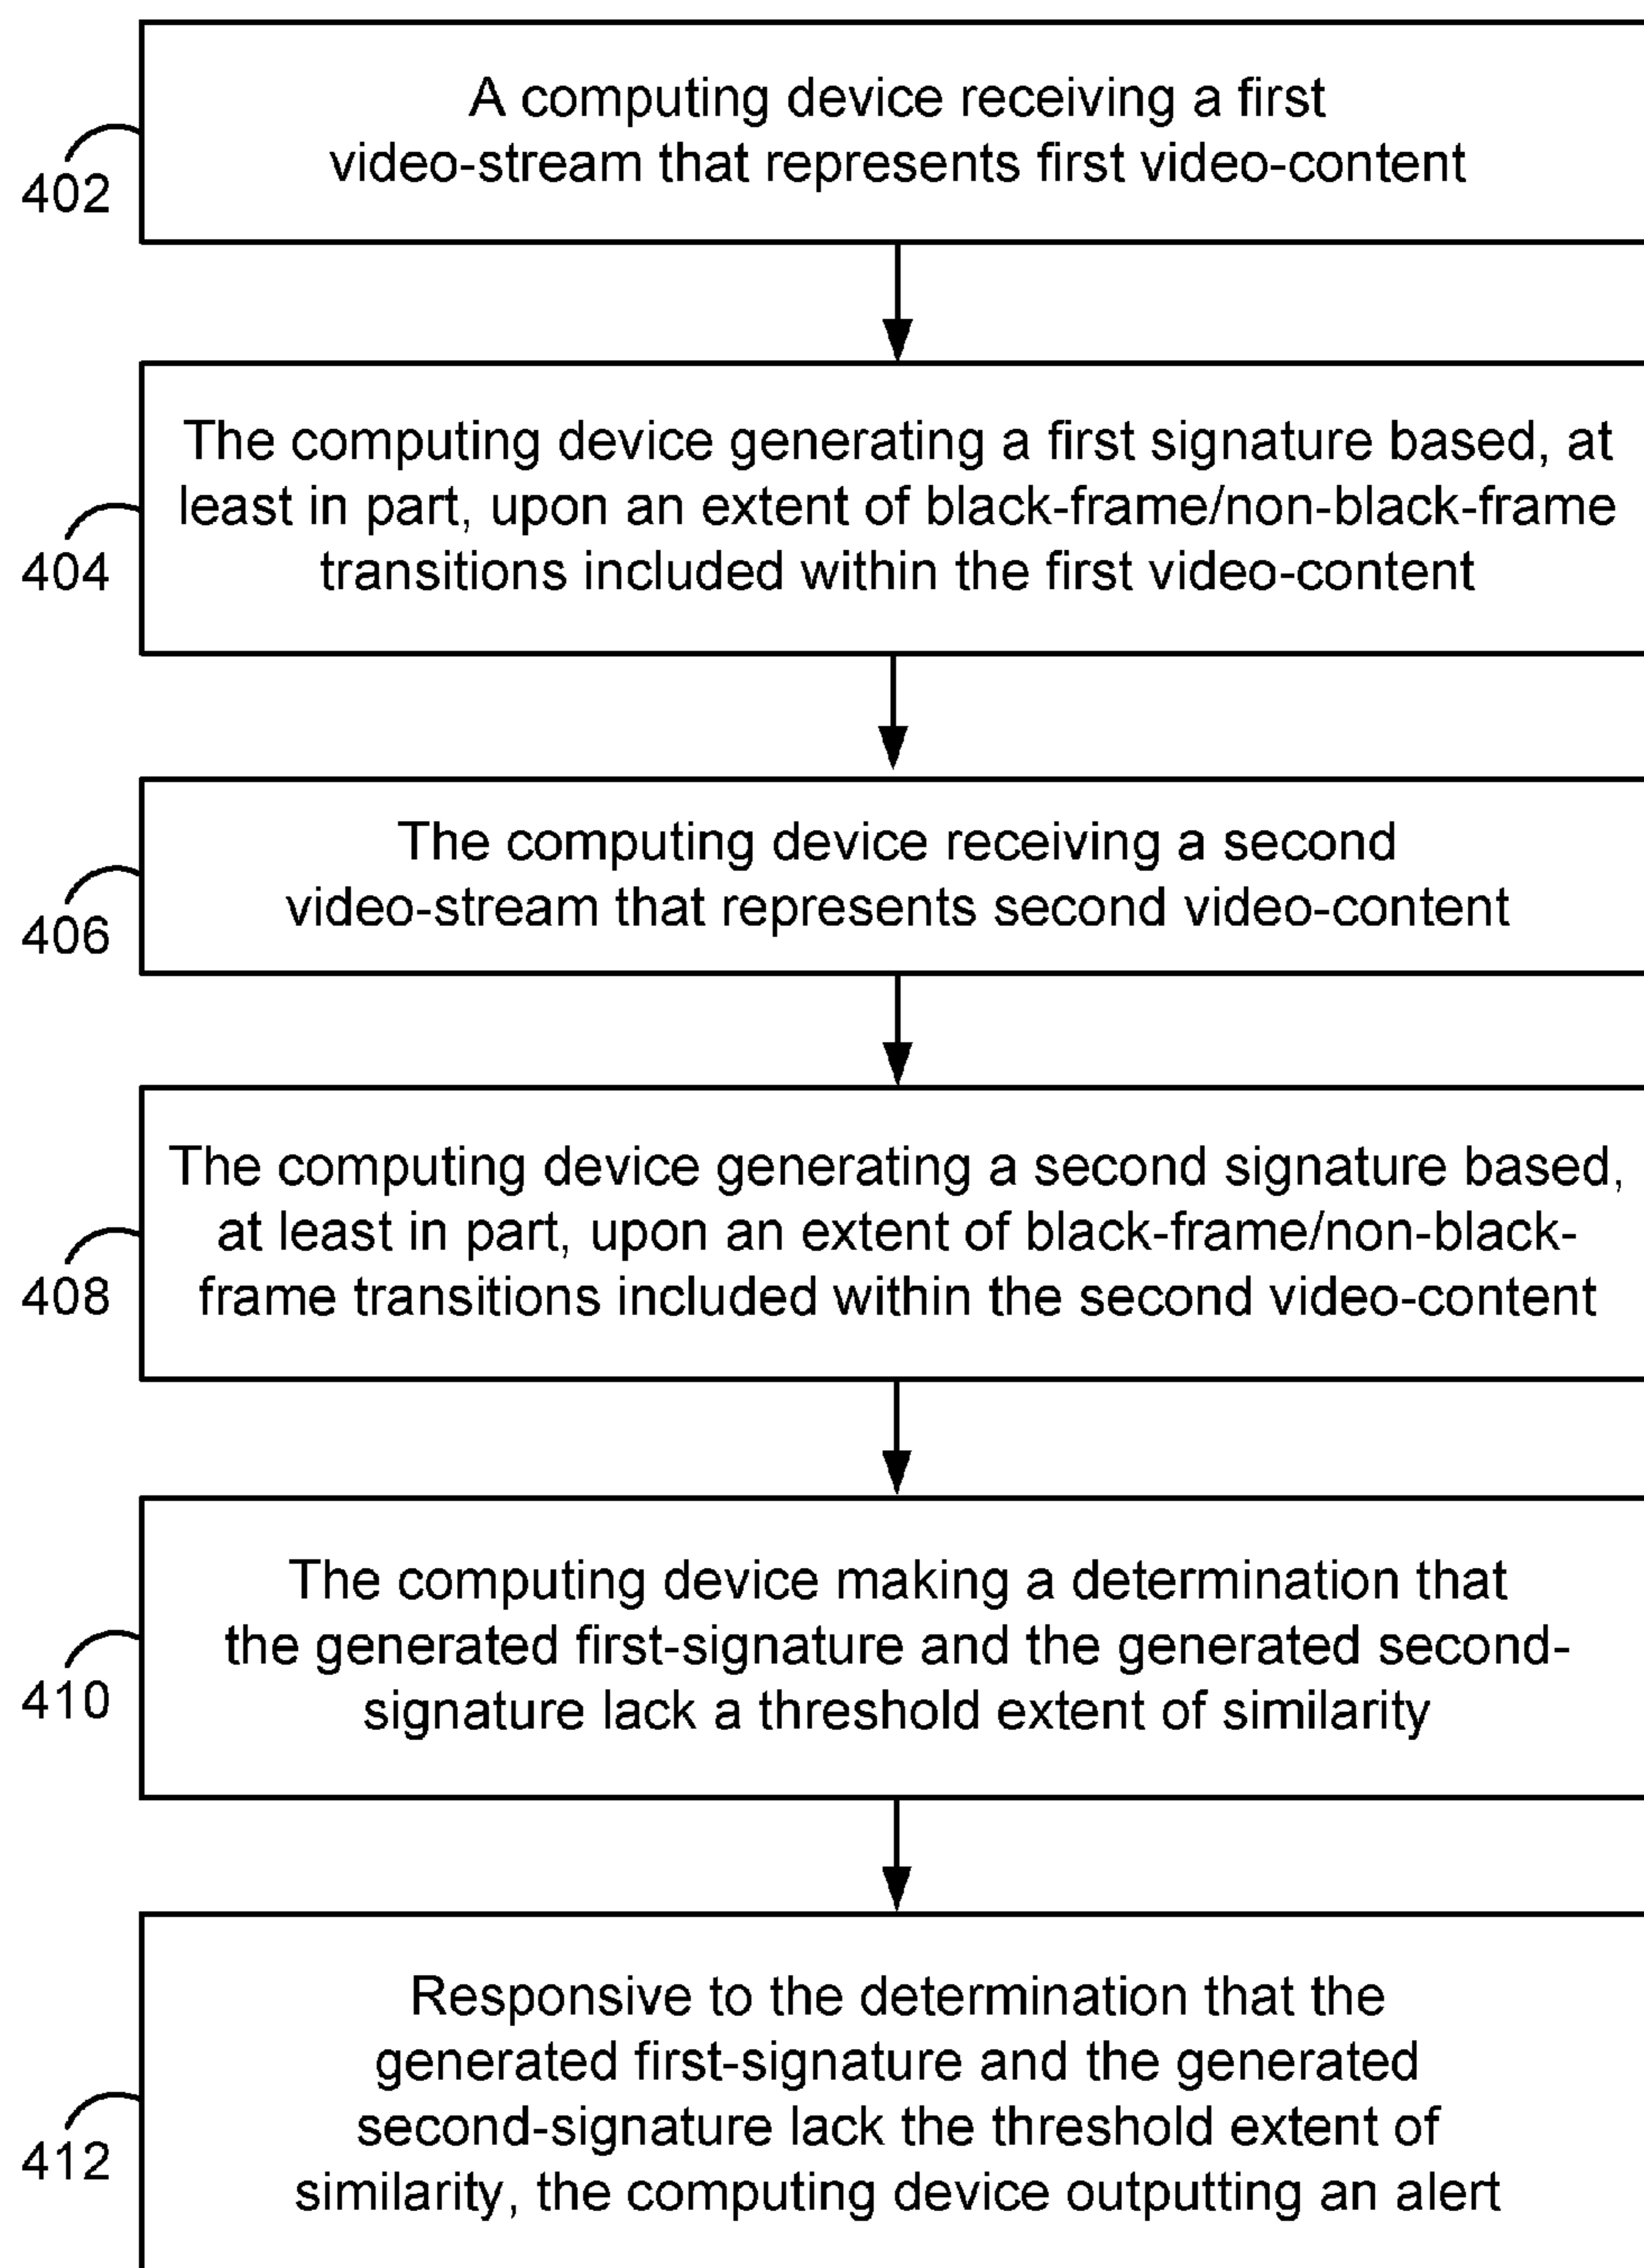 A computing device receiving a first
video-stream that represents first video-content
402
The computing device generating a first signature based, at
least in part, upon an extent of black-frame/non-black-frame
transitions included within the first video-content
404
The computing device receiving a second
video-stream that represents second video-content
406
The computing device generating a second signature based,
at least in part, upon an extent of black-frame/non-black-
frame transitions included within the second video-content
408
The computing device making a determination that
the generated first-signature and the generated second-
signature lack a threshold extent of similarity
410
Responsive to the determination that the
generated first-signature and the generated
second-signature lack the threshold extent of
similarity, the computing device outputting an alert
412